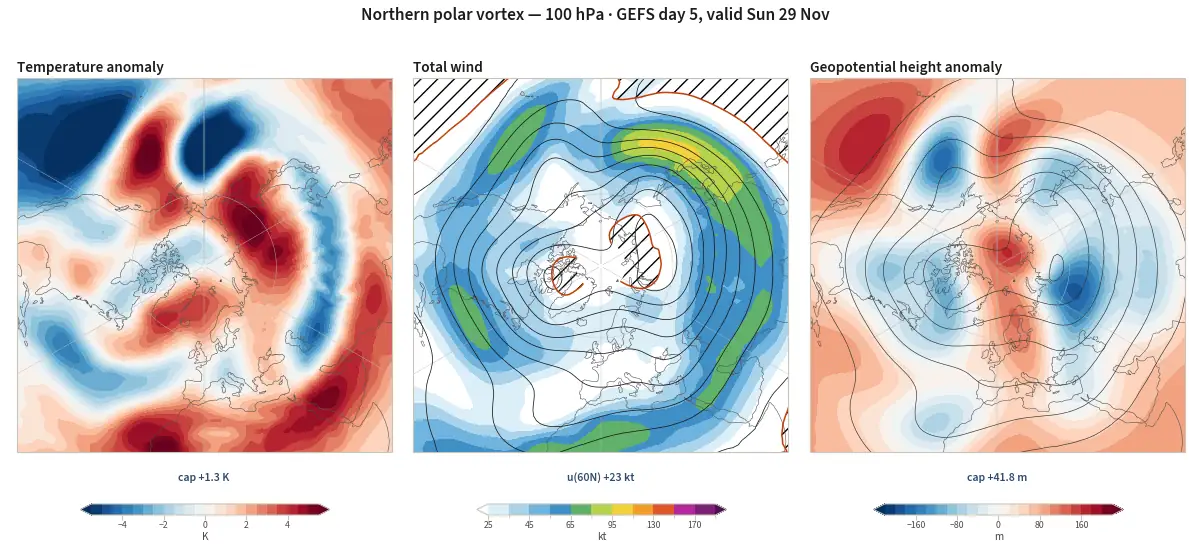 Northern polar vortex — 100 hPa · GEFS day 5, valid Sun 29 Nov
Temperature anomaly
Total wind
Geopotential height anomaly
cap +1.3 K
u(60N) +23 kt
cap +41.8 m
−4 −2 0 2 4
K
25 45 65 95 130 170
kt
−160 −80 0 80 160
m